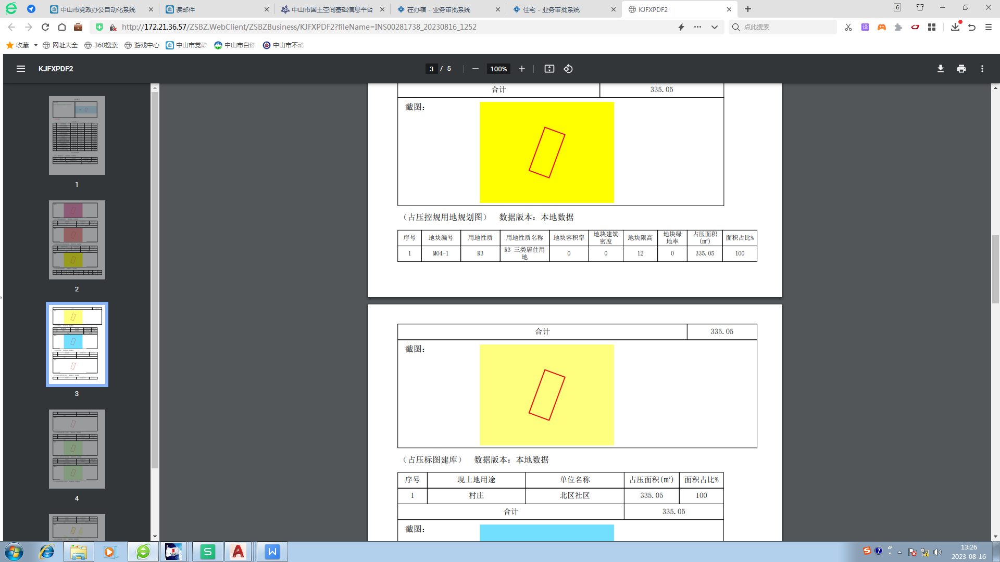 中山市党政办公自动化系统
读邮件
中山市国土空间基础信息平台
在办箱 - 业务审批系统
住宅 - 业务审批系统
KJFXPDF2
6
http://172.21.36.57/ZSBZ.WebClient/ZSBZBusiness/KJFXPDF2?fileName=INS00281738_20230816_1252
点此搜索
译
收藏
网址大全
360搜索
游戏中心
中山市党政
中山市自然
中山市不动
KJFXPDF2
3 / 5
100%
1
2
3
4
合计 335.05
截图：
（占压控规用地规划图） 数据版本：本地数据
序号 地块编号 用地性质 用地性质名称 地块容积率 地块建筑密度 地块限高 地块绿地率 占压面积(㎡) 面积占比%
1 M04-1 R3 R3 三类居住用地 0 0 12 0 335.05 100
合计 335.05
截图：
（占压标图建库） 数据版本：本地数据
序号 现土地用途 单位名称 占压面积(㎡) 面积占比%
1 村庄 北区社区 335.05 100
合计 335.05
截图：
S
A
W
S
13:26
2023-08-16